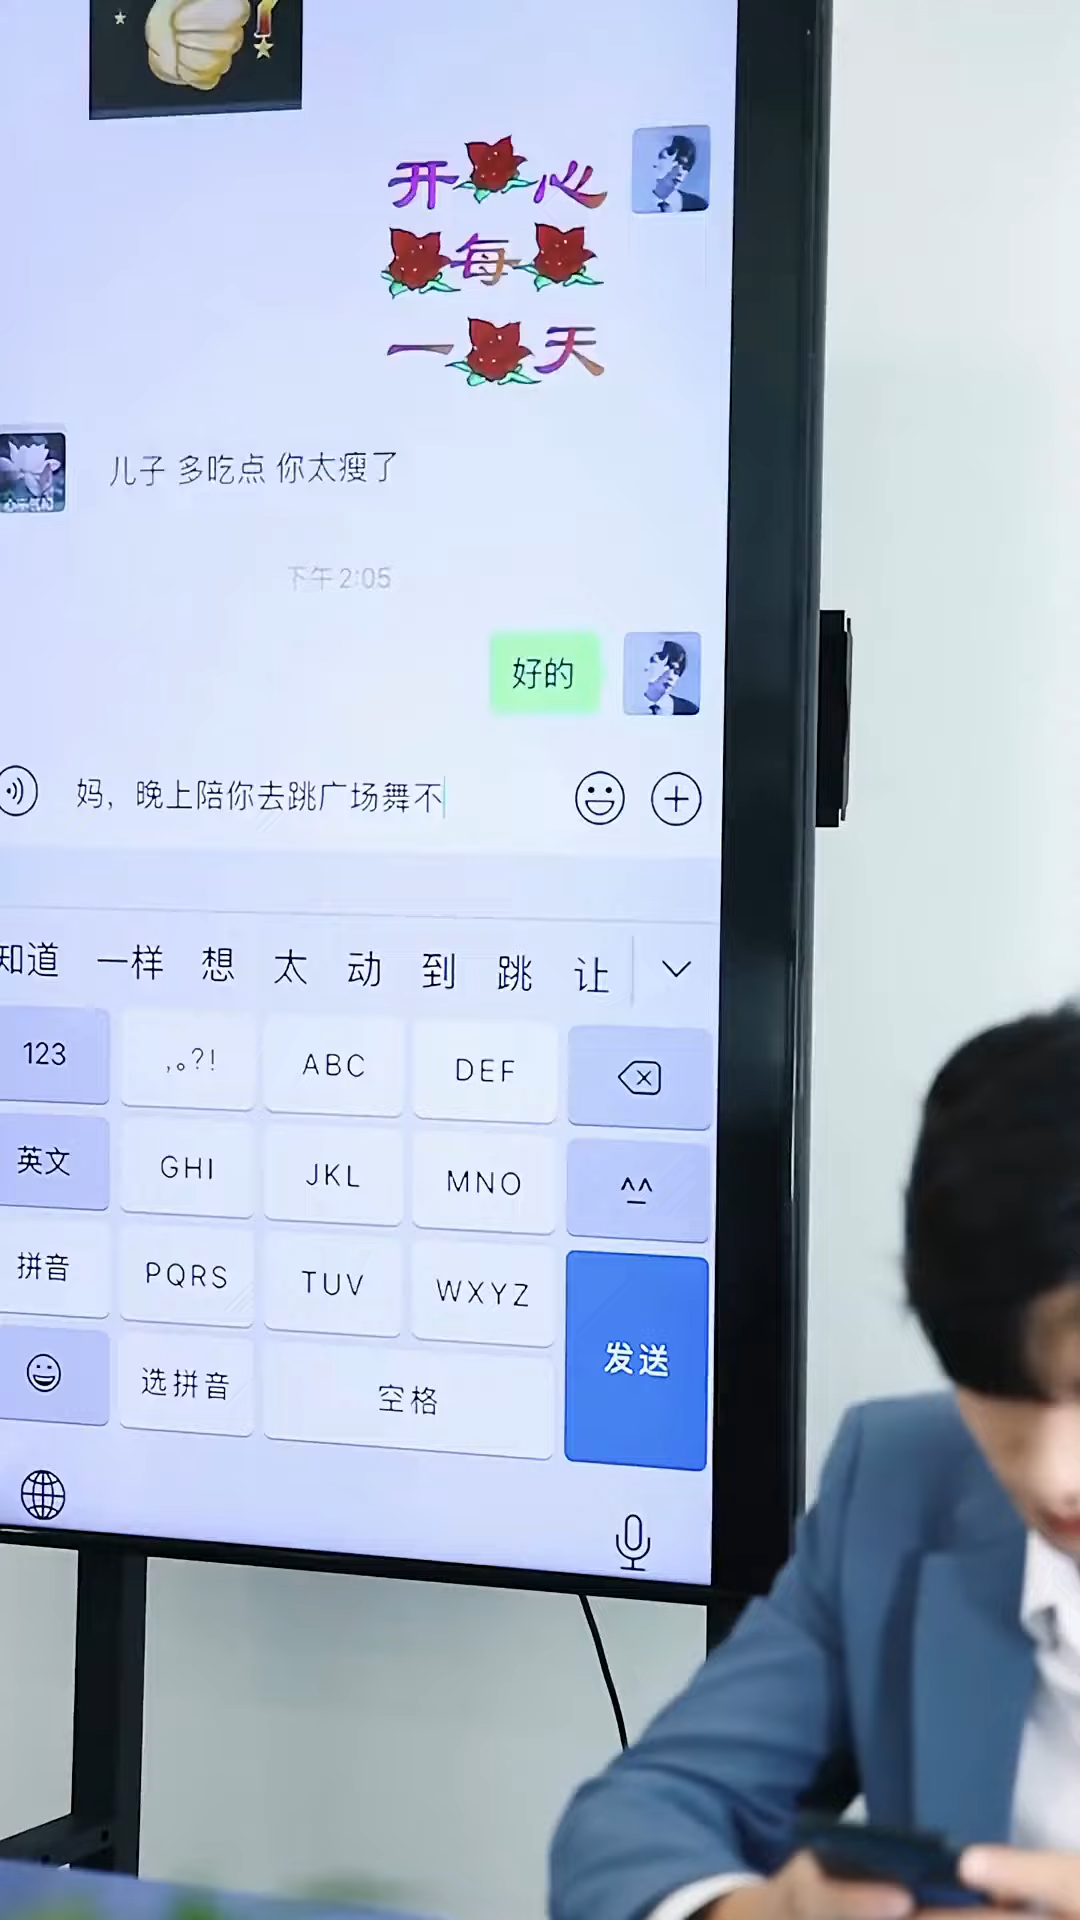 开心
每
一天
儿子 多吃点 你太瘦了
下午 2:05
好的
妈，晚上陪你去跳广场舞不
知道 一样 想 太 动 到 跳 让
123 ,。?! ABC DEF
英文 GHI JKL MNO ^^
拼音 PQRS TUV WXYZ
选拼音 空格 发送